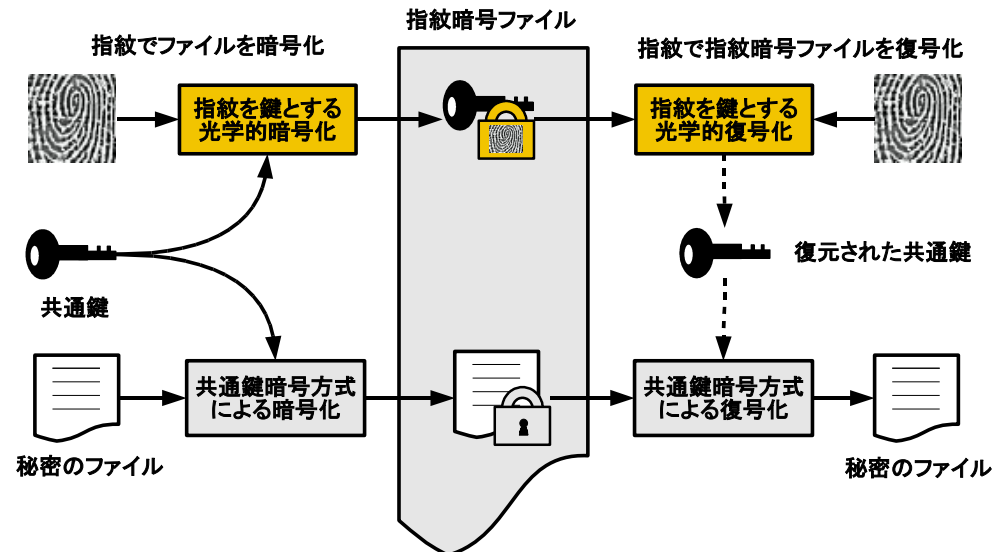 指紋暗号ファイル
指紋でファイルを暗号化
指紋で指紋暗号ファイルを復号化
指紋を鍵とする
光学的暗号化
指紋を鍵とする
光学的復号化
共通鍵
復元された共通鍵
共通鍵暗号方式
による暗号化
共通鍵暗号方式
による復号化
秘密のファイル
秘密のファイル